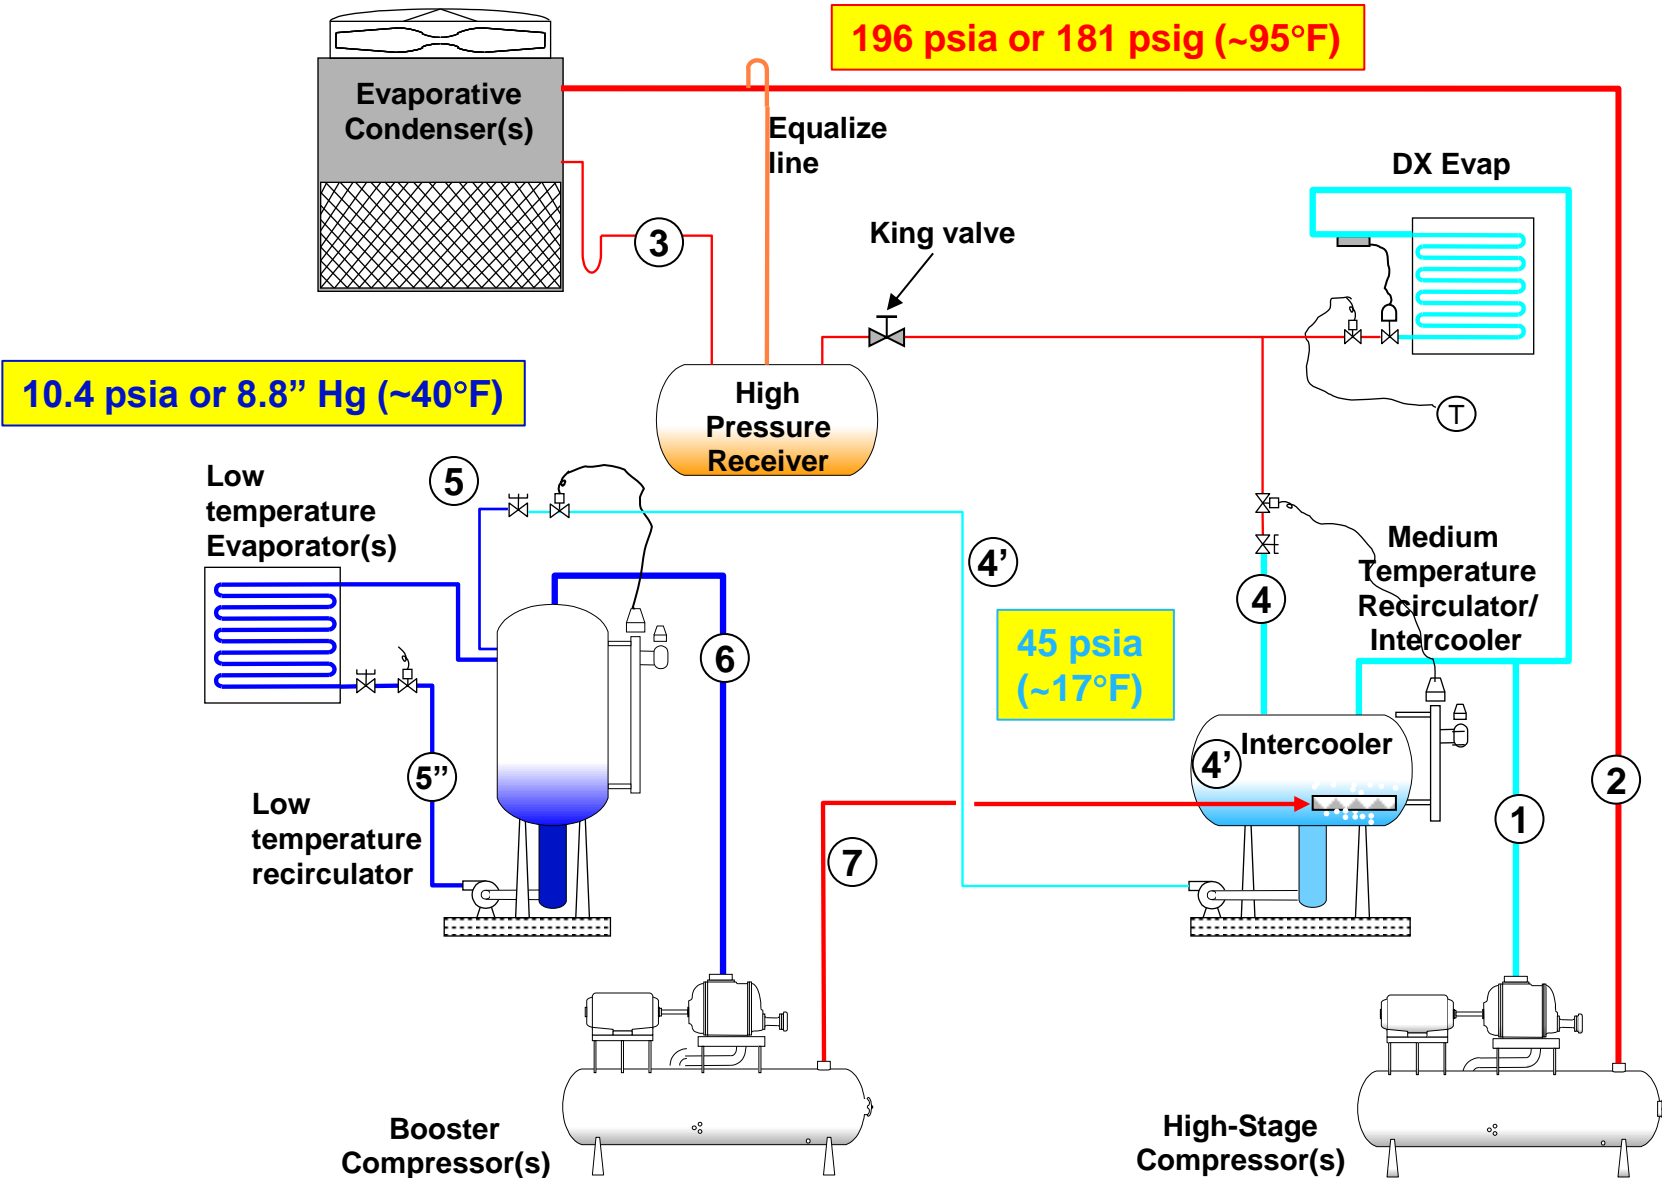 196 psia or 181 psig (~95°F)
Evaporative
Condenser(s)
Equalize
line
DX Evap
King valve
3
10.4 psia or 8.8” Hg (~40°F)
High
Pressure
Receiver
T
Low
temperature
Evaporator(s)
5
4’
4
Medium
Temperature
Recirculator/
Intercooler
45 psia
(~17°F)
6
5”
Intercooler
4’
2
1
Low
temperature
recirculator
7
Booster
Compressor(s)
High-Stage
Compressor(s)